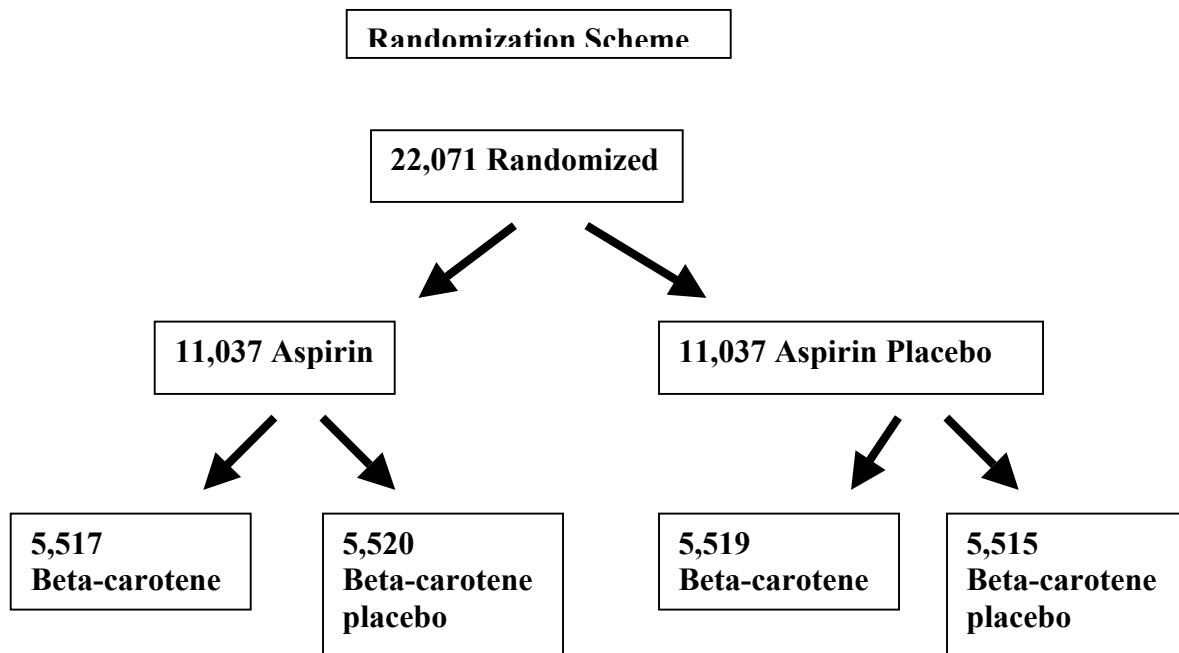 Randomization Scheme
22,071 Randomized
11,037 Aspirin
11,037 Aspirin Placebo
5,517
Beta-carotene
5,520
Beta-carotene
placebo
5,519
Beta-carotene
5,515
Beta-carotene
placebo